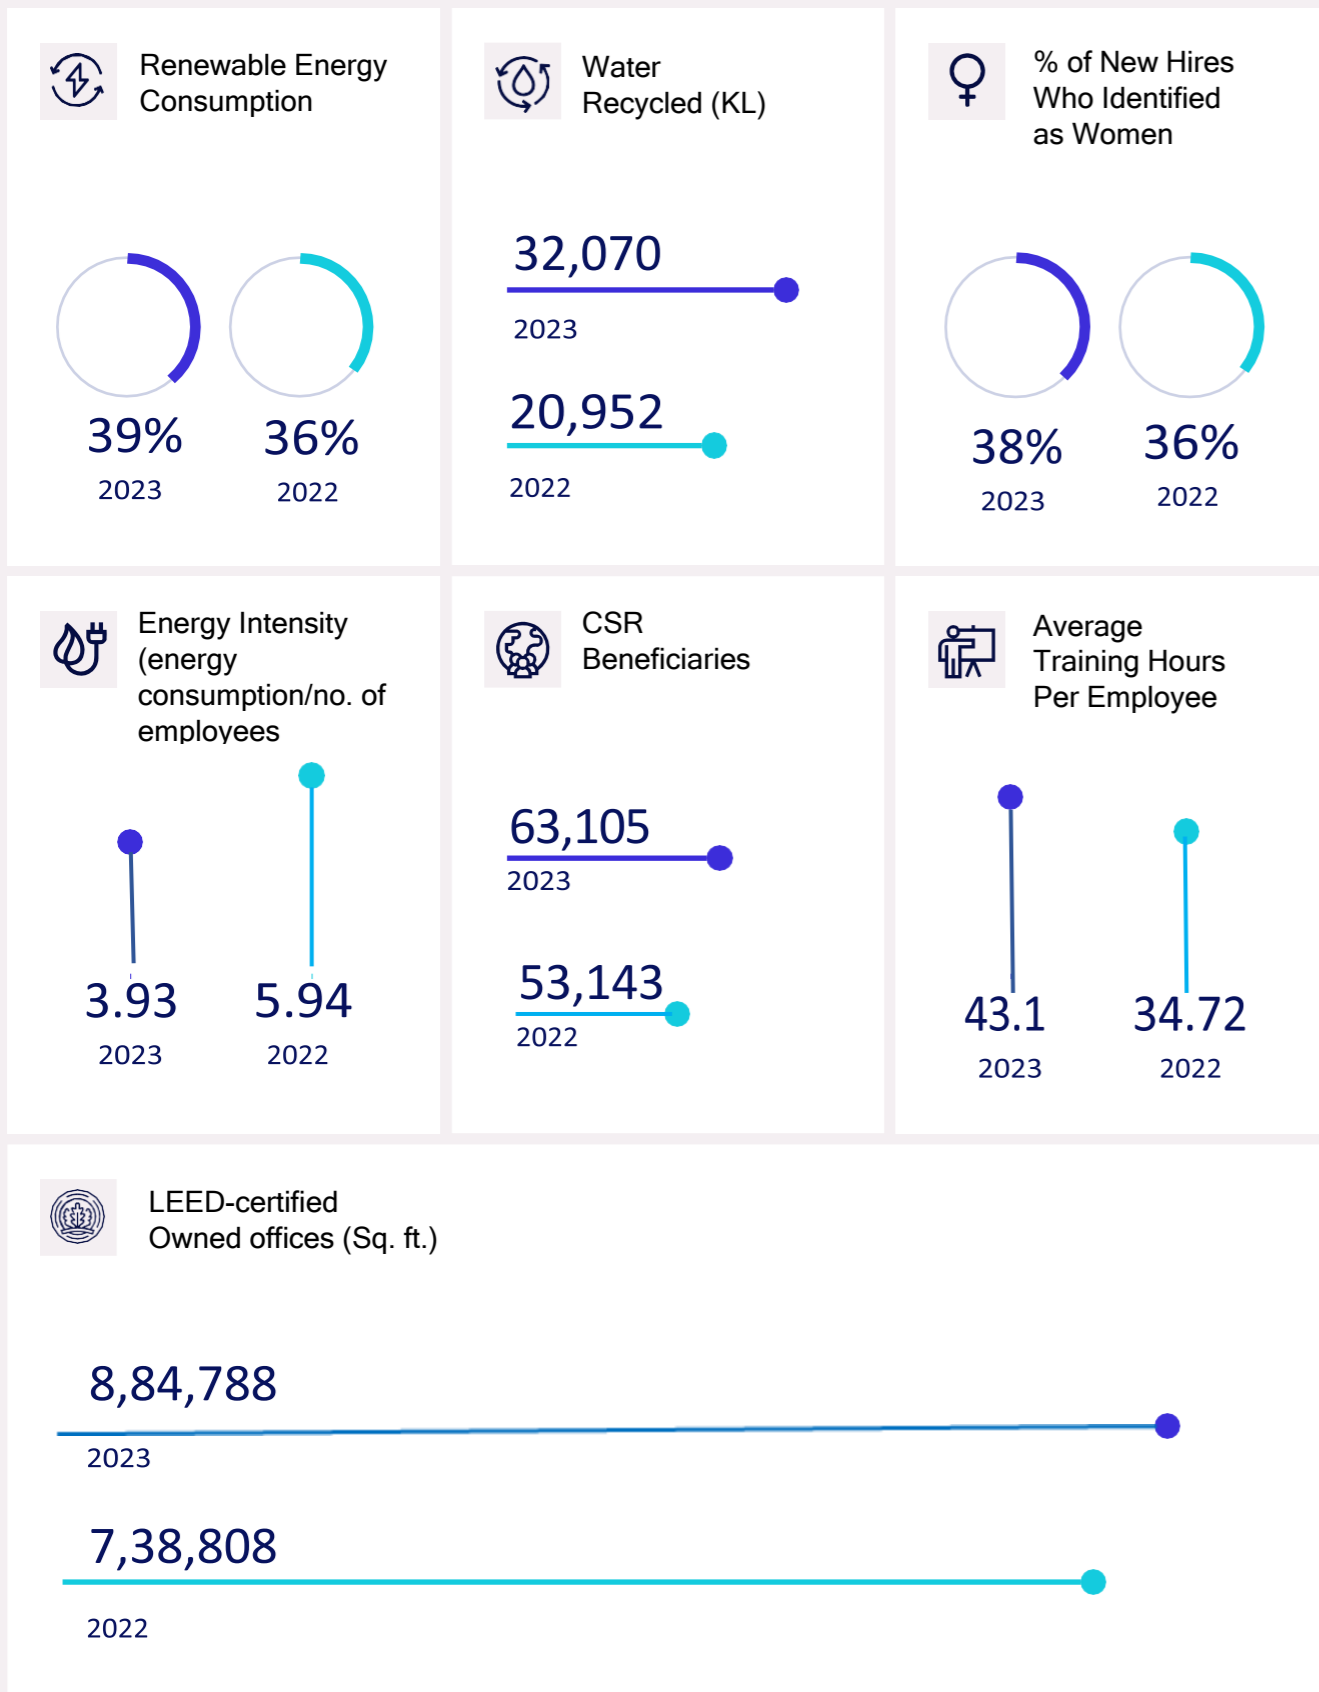 Renewable Energy
Consumption
39%
2023
36%
2022
Water
Recycled (KL)
32,070
2023
20,952
2022
% of New Hires
Who Identified
as Women
38%
2023
36%
2022
Energy Intensity
(energy
consumption/no. of
employees
3.93
2023
5.94
2022
CSR
Beneficiaries
63,105
2023
53,143
2022
Average
Training Hours
Per Employee
43.1
2023
34.72
2022
LEED-certified
Owned offices (Sq. ft.)
8,84,788
2023
7,38,808
2022